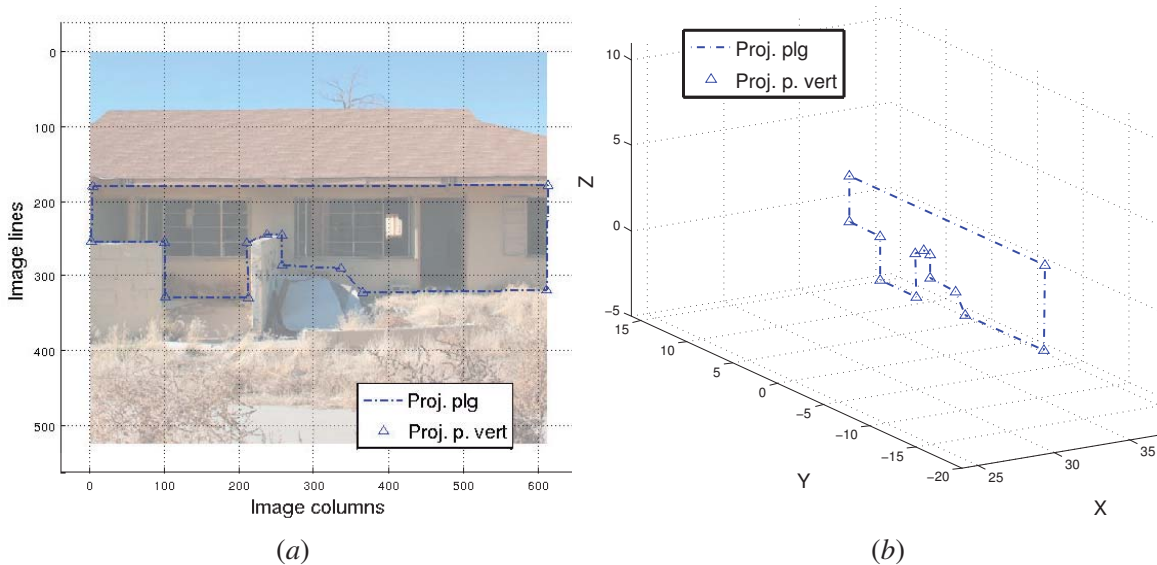 0
100
200
300
400
500
Image lines
0 100 200 300 400 500 600
Image columns
Proj. plg
Proj. p. vert
(a)
Proj. plg
Proj. p. vert
10
5
0
−5
Z
15
10
5
0
−5
−10
−15
−20
Y
25
30
35
X
(b)